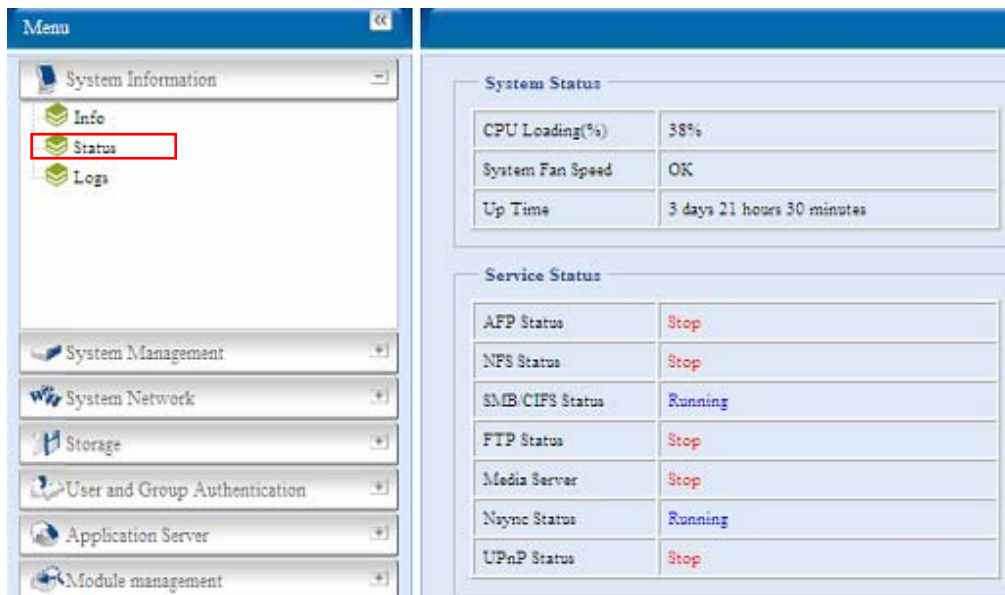 Menu
System Information
Info
Status
Logs
System Management
System Network
Storage
User and Group Authentication
Application Server
Module management
System Status
CPU Loading(%) 38%
System Fan Speed OK
Up Time 3 days 21 hours 30 minutes
Service Status
AFP Status Stop
NFS Status Stop
SMB/CIFS Status Running
FTP Status Stop
Media Server Stop
Nsync Status Running
UPnP Status Stop